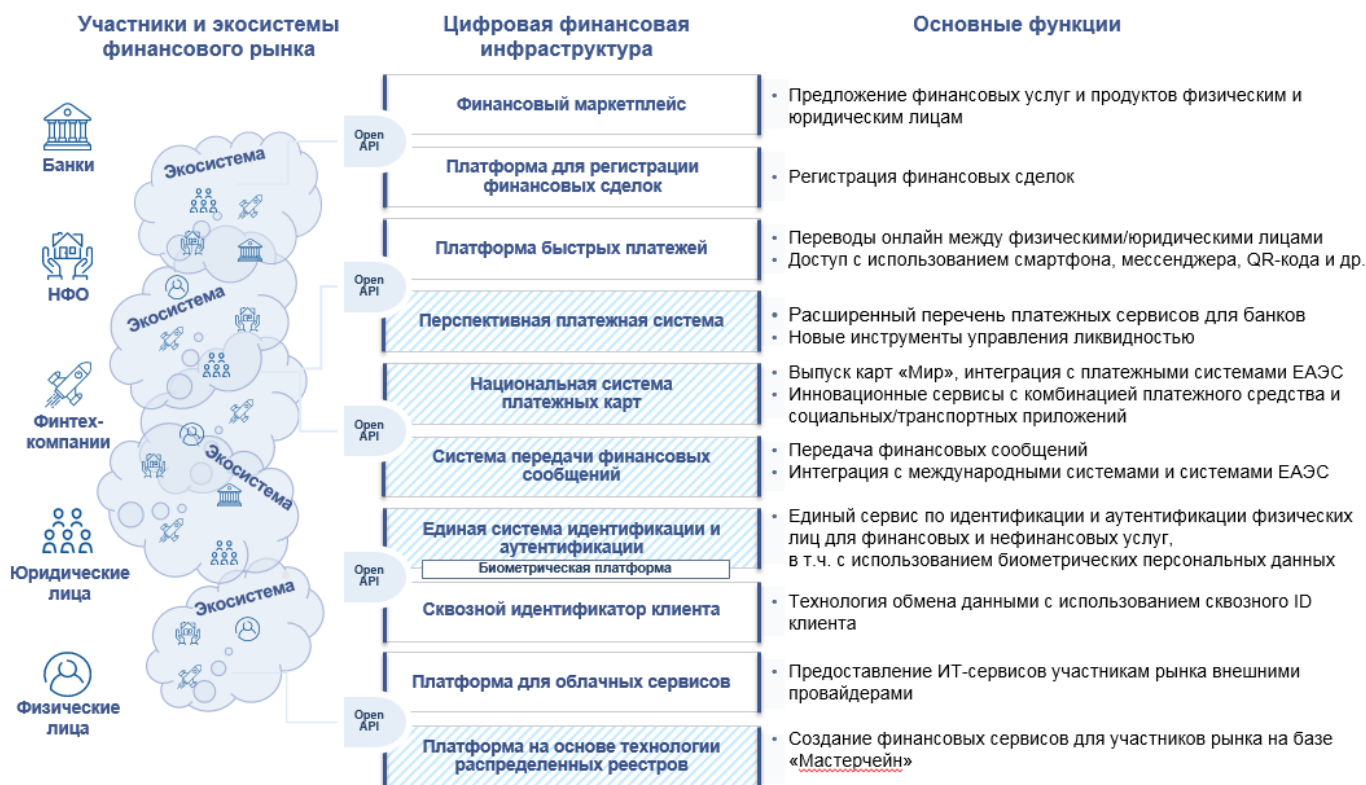 Участники и экосистемы
финансового рынка
Цифровая финансовая
инфраструктура
Основные функции
Банки
НФО
Финтех-
компании
Юридические
лица
Физические
лица
Экосистема
Экосистема
Экосистема
Экосистема
Open
API
Open
API
Open
API
Open
API
Open
API
Финансовый маркетплейс
• Предложение финансовых услуг и продуктов физическим и
юридическим лицам
Платформа для регистрации
финансовых сделок
• Регистрация финансовых сделок
Платформа быстрых платежей
• Переводы онлайн между физическими/юридическими лицами
• Доступ с использованием смартфона, мессенджера, QR-кода и др.
Перспективная платежная система
• Расширенный перечень платежных сервисов для банков
• Новые инструменты управления ликвидностью
Национальная система
платежных карт
• Выпуск карт «Мир», интеграция с платежными системами ЕАЭС
• Инновационные сервисы с комбинацией платежного средства и
социальных/транспортных приложений
Система передачи финансовых
сообщений
• Передача финансовых сообщений
• Интеграция с международными системами и системами ЕАЭС
Единая система идентификации и
аутентификации
Биометрическая платформа
• Единый сервис по идентификации и аутентификации физических
лиц для финансовых и нефинансовых услуг,
в т.ч. с использованием биометрических персональных данных
Сквозной идентификатор клиента
• Технология обмена данными с использованием сквозного ID
клиента
Платформа для облачных сервисов
• Предоставление ИТ-сервисов участникам рынка внешними
провайдерами
Платформа на основе технологии
распределенных реестров
• Создание финансовых сервисов для участников рынка на базе
«Мастерчейн»